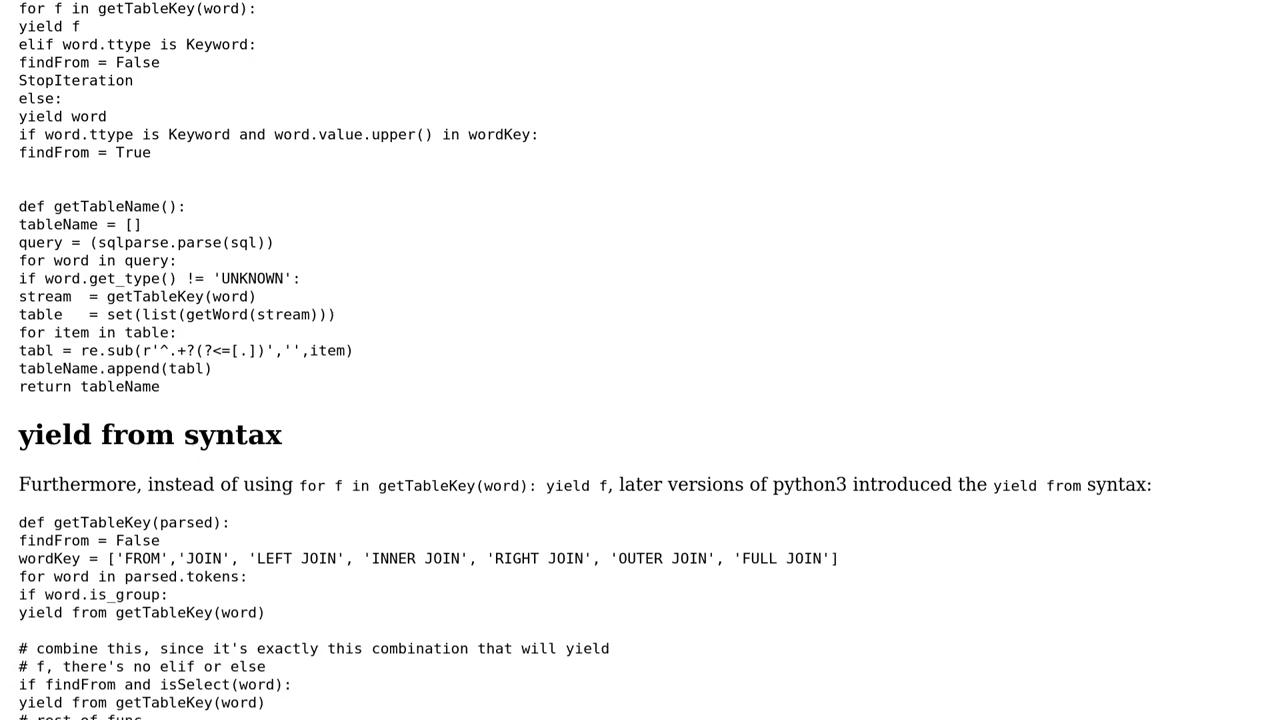 for f in getTableKey(word):
yield f
elif word.ttype is Keyword:
findFrom = False
StopIteration
else:
yield word
if word.ttype is Keyword and word.value.upper() in wordKey:
findFrom = True
def getTableName():
tableName = []
query = (sqlparse.parse(sql))
for word in query:
if word.get_type() != 'UNKNOWN':
stream  = getTableKey(word)
table   = set(list(getWord(stream)))
for item in table:
tabl = re.sub(r'^.+?(?<=[.])','',item)
tableName.append(tabl)
return tableName
yield from syntax
Furthermore, instead of using for f in getTableKey(word): yield f, later versions of python3 introduced the yield from syntax:
def getTableKey(parsed):
findFrom = False
wordKey = ['FROM','JOIN', 'LEFT JOIN', 'INNER JOIN', 'RIGHT JOIN', 'OUTER JOIN', 'FULL JOIN']
for word in parsed.tokens:
if word.is_group:
yield from getTableKey(word)
# combine this, since it's exactly this combination that will yield
# f, there's no elif or else
if findFrom and isSelect(word):
yield from getTableKey(word)
# rest of func